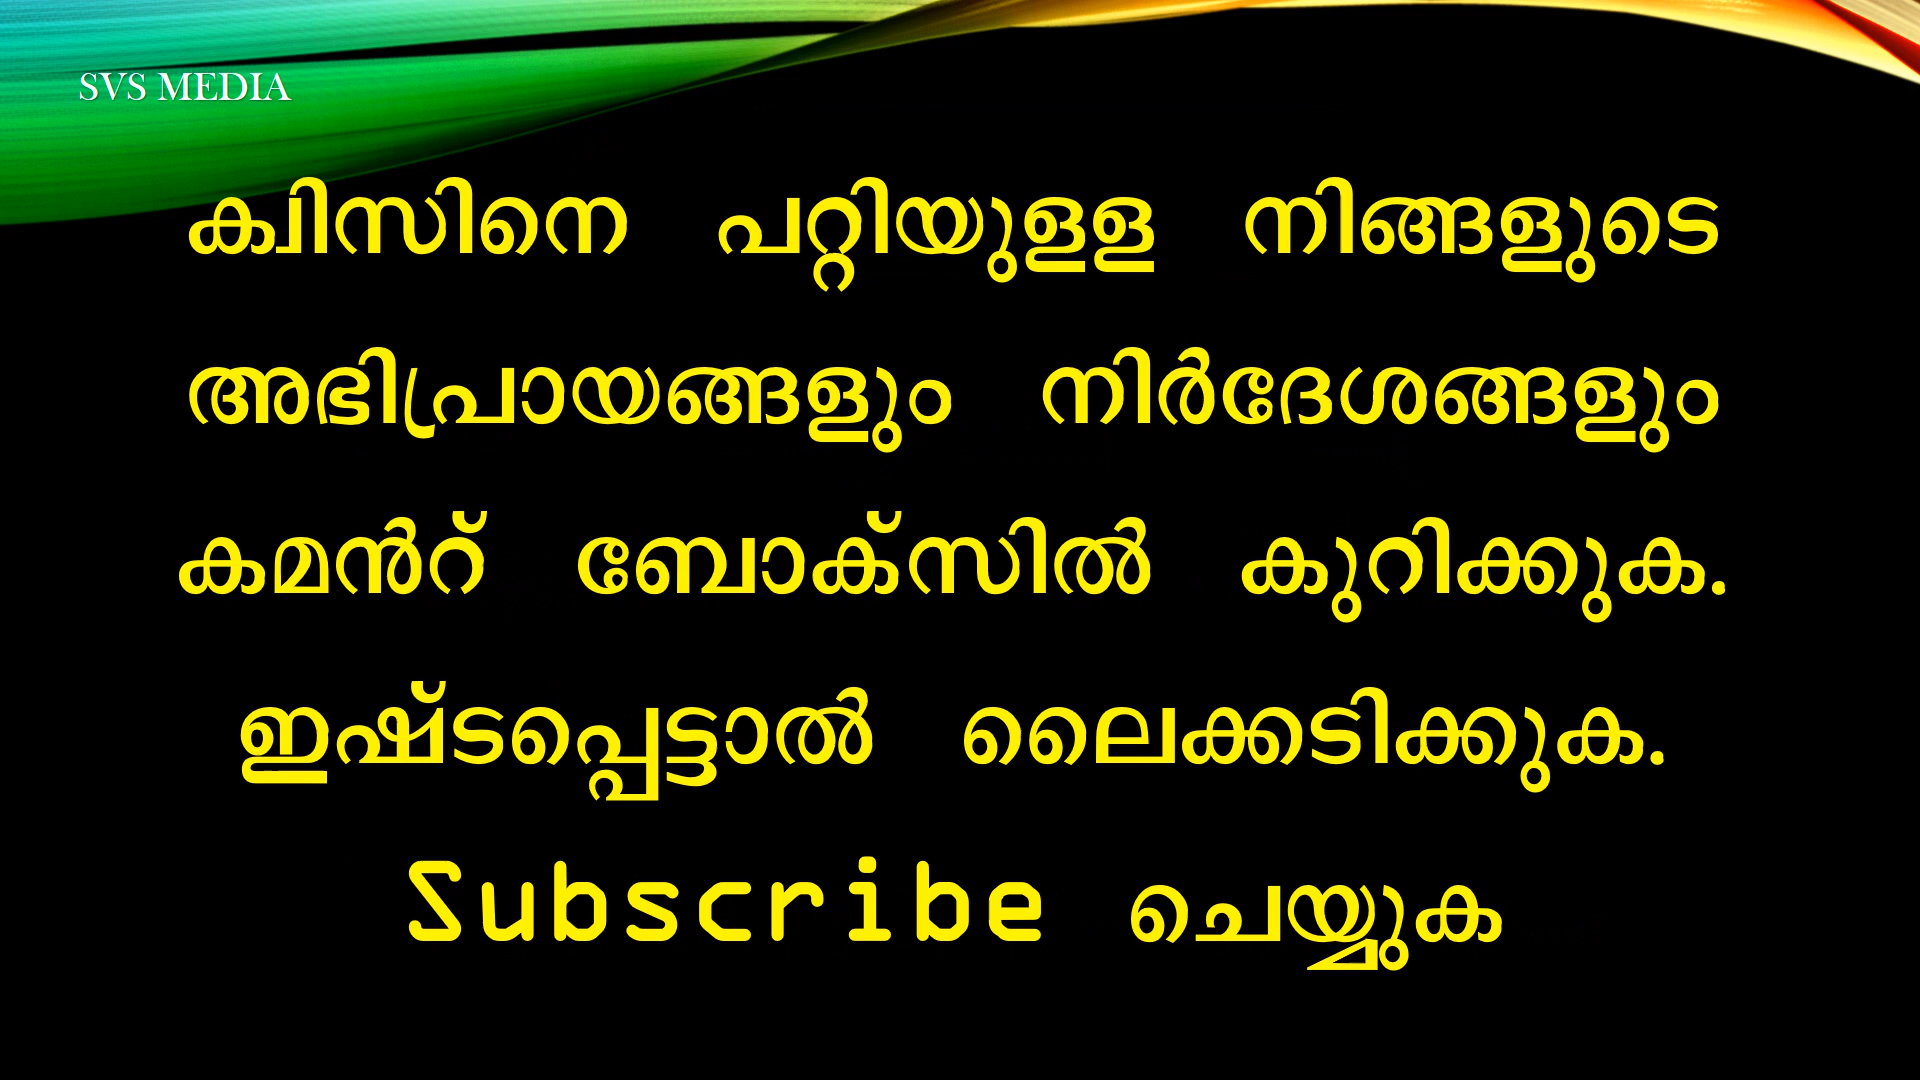 SVS MEDIA
ക്വിസിനെ പറ്റിയുള്ള നിങ്ങളുടെ
അഭിപ്രായങ്ങളും നിർദേശങ്ങളും
കമൻറ് ബോക്സിൽ കുറിക്കുക.
ഇഷ്ടപ്പെട്ടാൽ ലൈക്കടിക്കുക.
Subscribe ചെയ്യുക